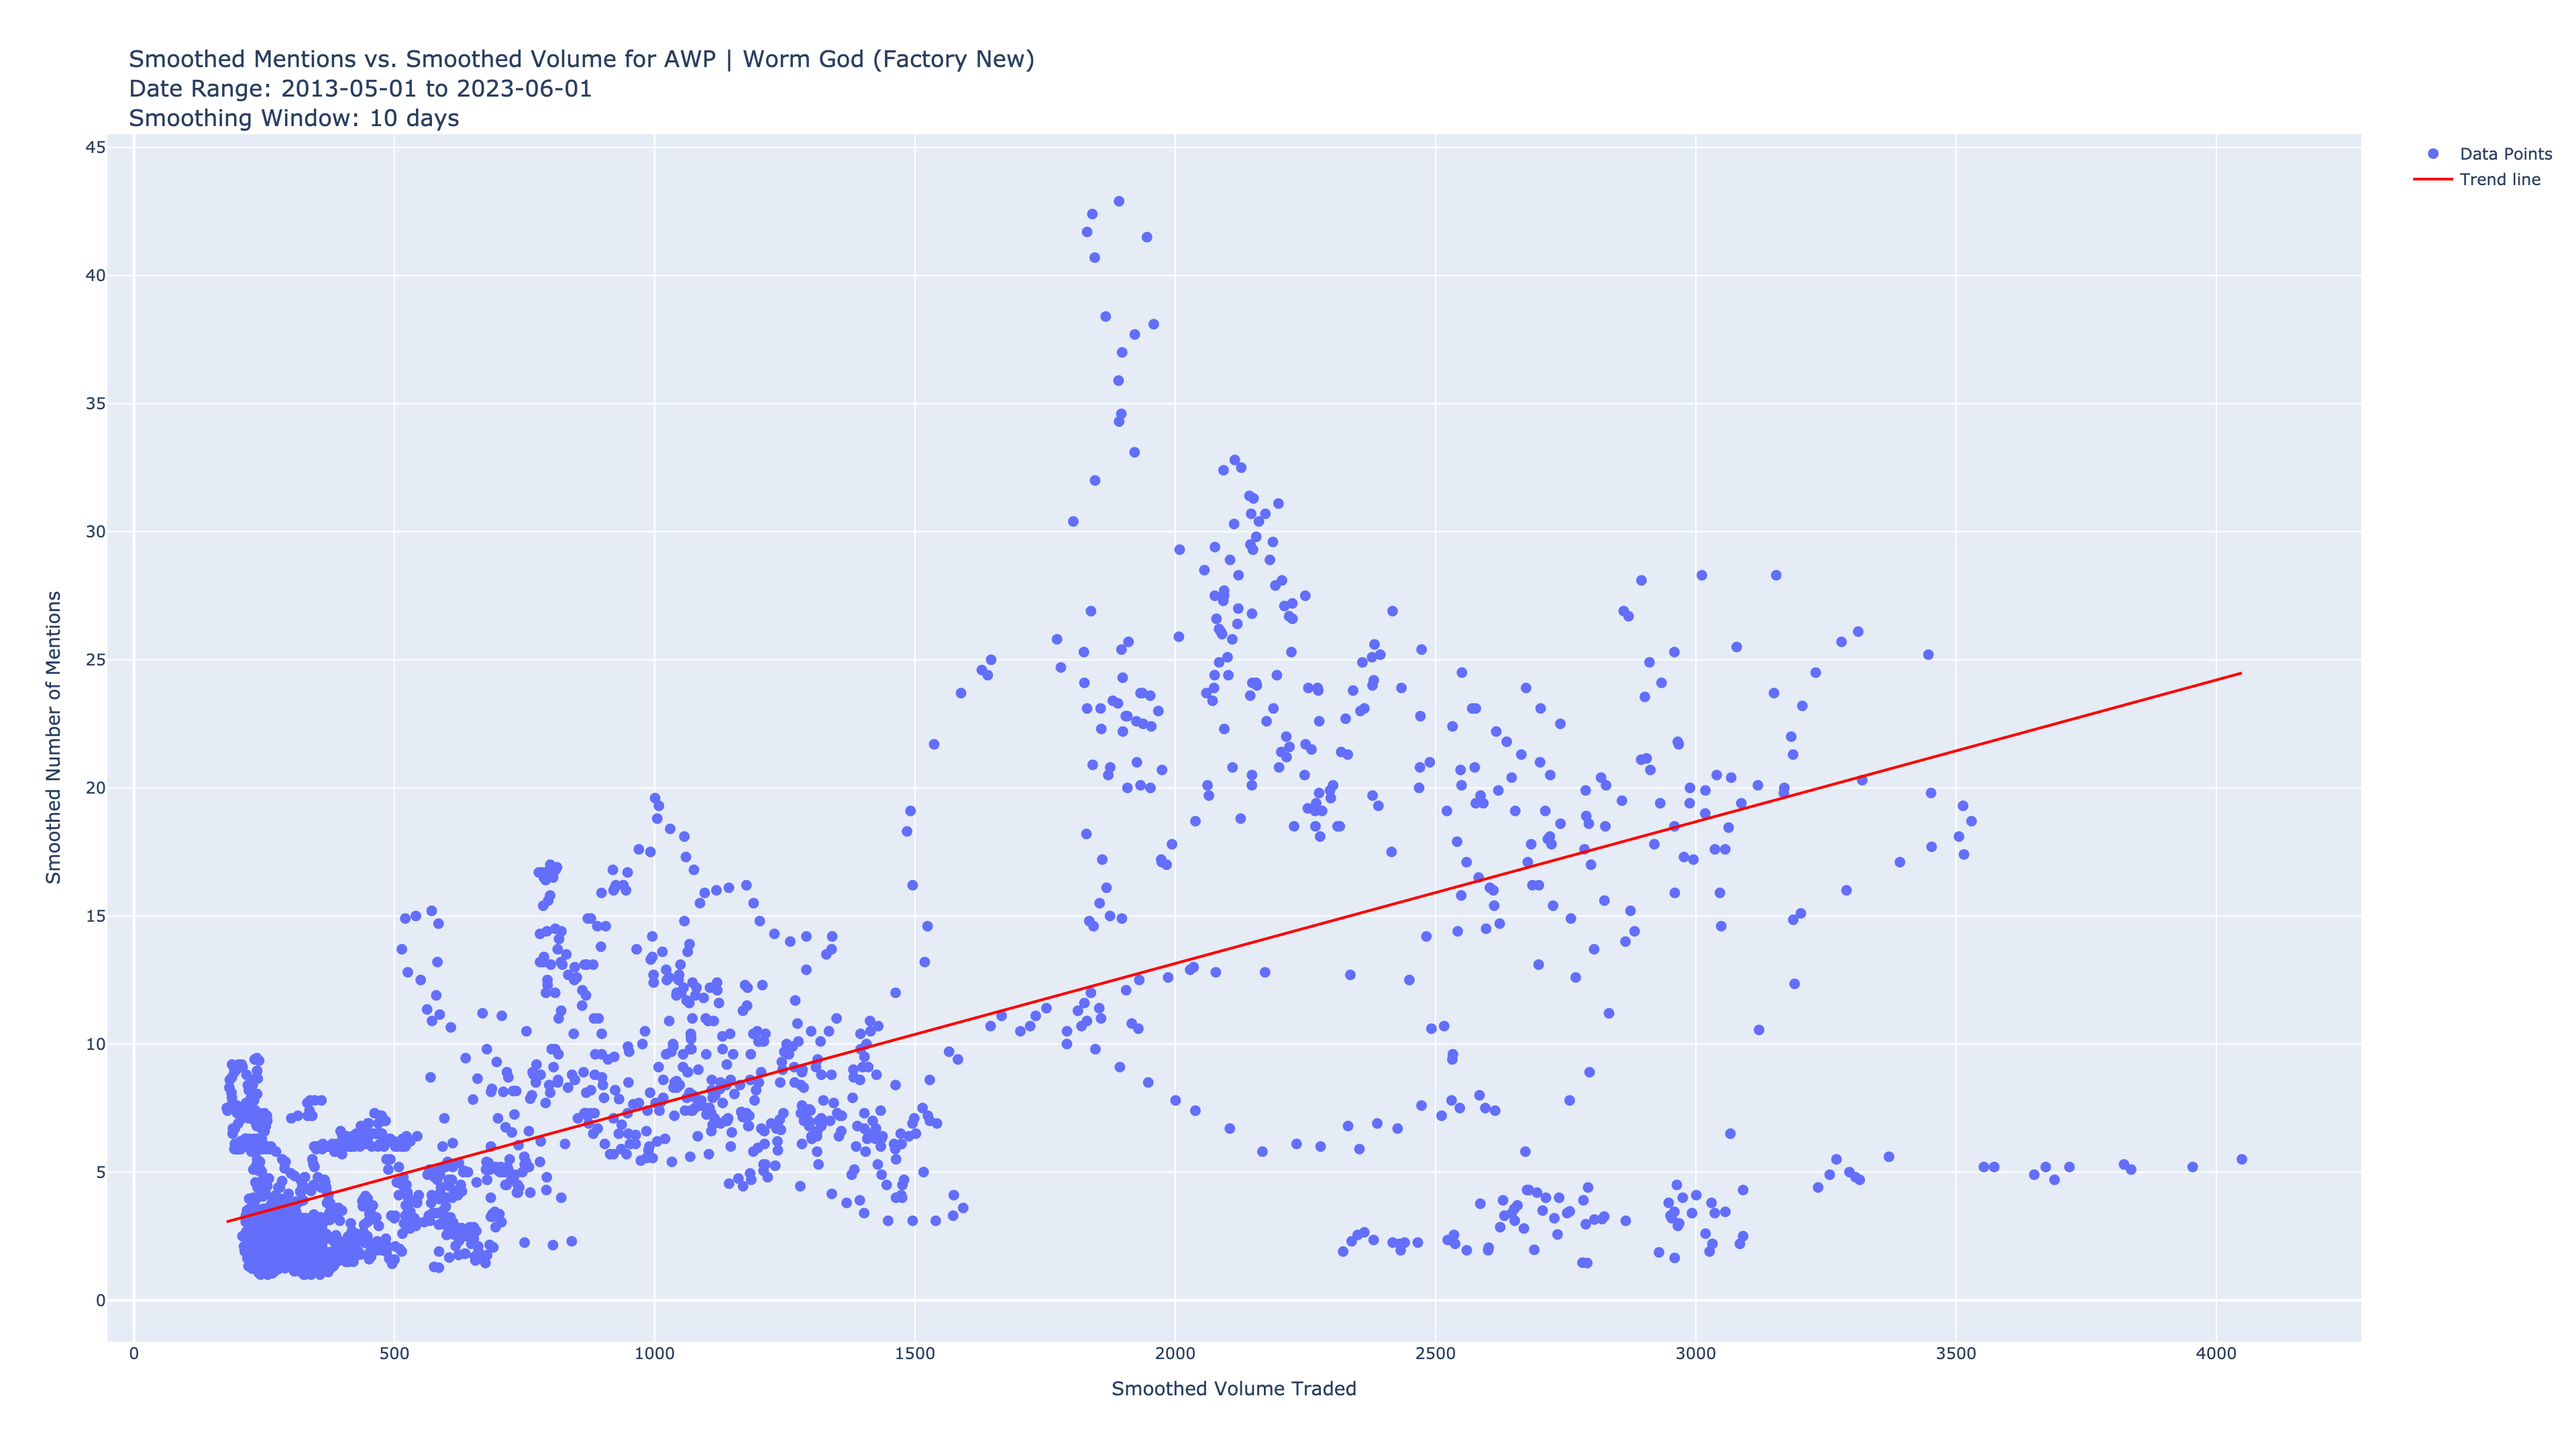 Smoothed Mentions vs. Smoothed Volume for AWP | Worm God (Factory New)
Date Range: 2013-05-01 to 2023-06-01
Smoothing Window: 10 days
Data Points
Trend line
45
40
35
30
25
20
15
10
5
0
Smoothed Number of Mentions
0
500
1000
1500
2000
2500
3000
3500
4000
Smoothed Volume Traded